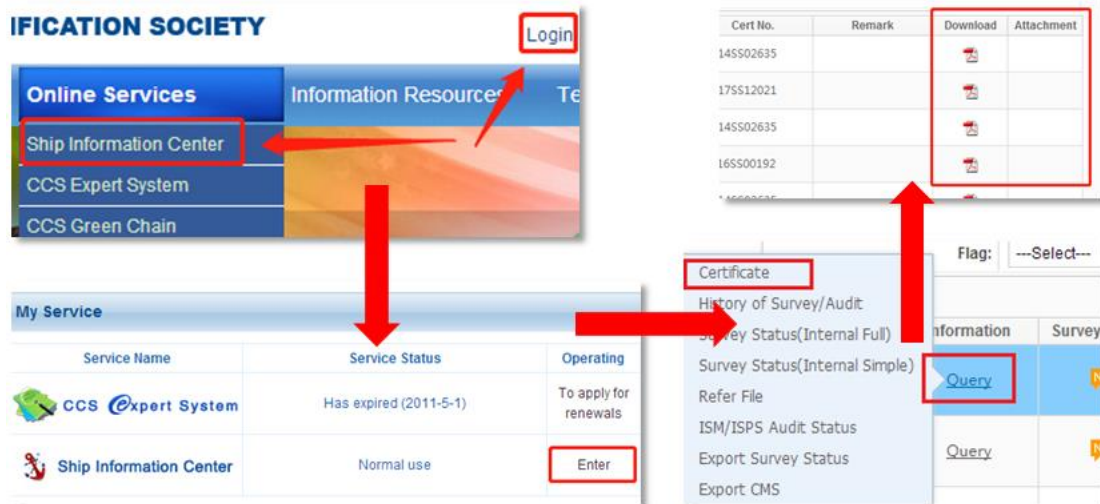 IFICATION SOCIETY
Login
Online Services
Information Resources
Te
Ship Information Center
CCS Expert System
CCS Green Chain
My Service
Service Name Service Status Operating
CCS Expert System Has expired (2011-5-1) To apply for
renewals
Ship Information Center Normal use Enter
Cert No. Remark Download Attachment
14SS02635
17SS12021
14SS02635
16SS00192
Flag: ---Select---
Certificate
History of Survey/Audit
Survey Status(Internal Full)
Survey Status(Internal Simple)
Refer File
ISM/ISPS Audit Status
Export Survey Status
Export CMS
nformation Survey
Query
Query